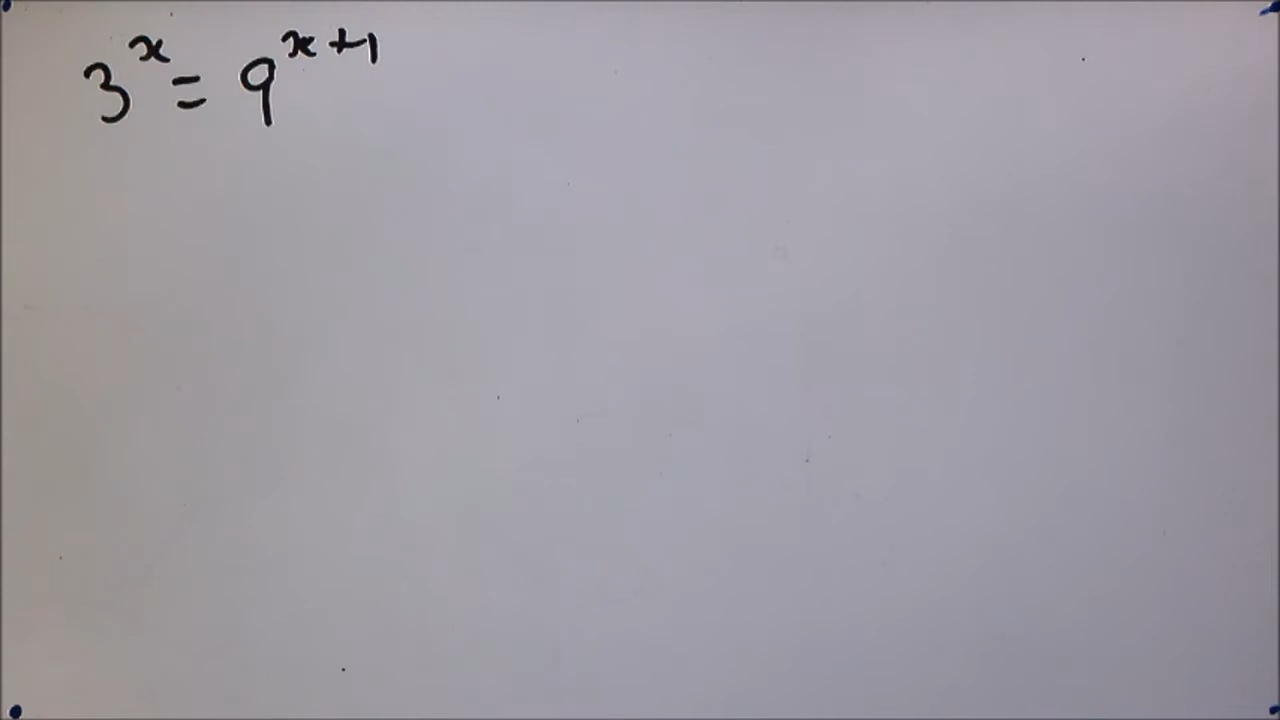 3^x = 9^{x+1}